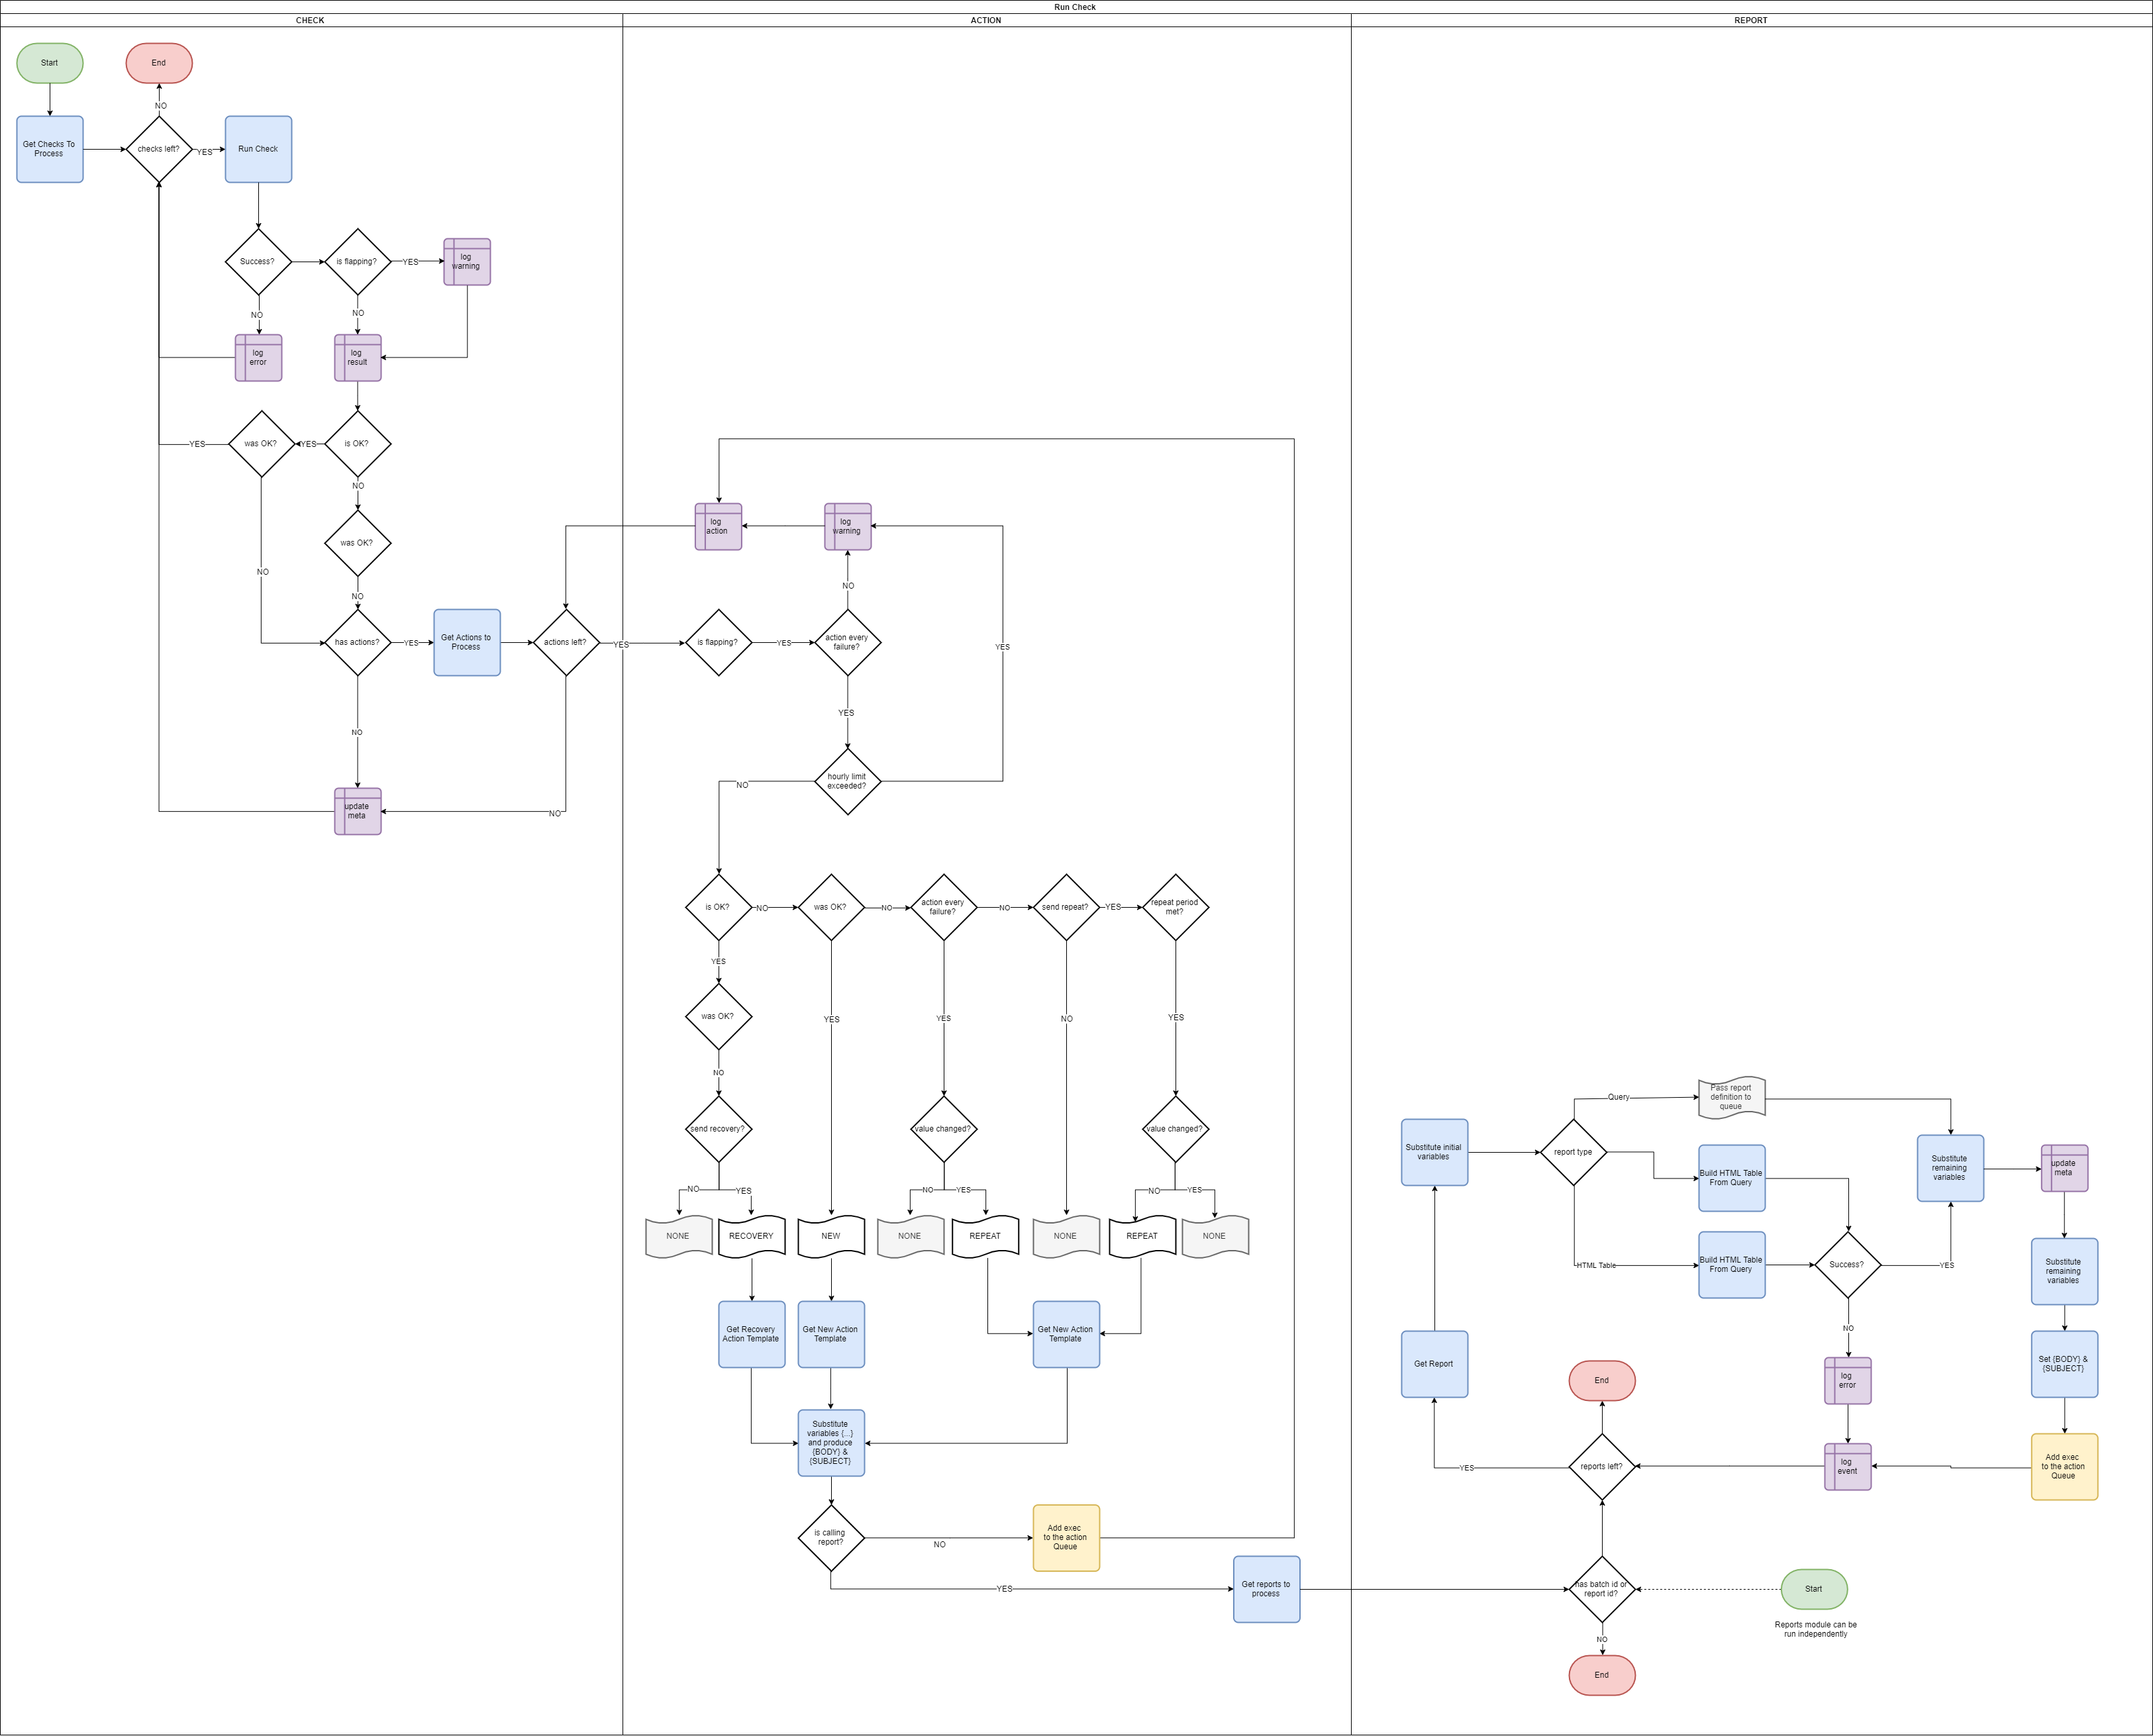 Run Check
CHECK
ACTION
REPORT
Start
End
NO
Get Checks To
Process
checks left?
YES
Run Check
Success?
is flapping?
YES
log
warning
NO
NO
log
error
log
result
YES
was OK?
YES
is OK?
NO
was OK?
NO
NO
has actions?
YES
Get Actions to
Process
actions left?
YES
NO
update
meta
NO
log
action
log
warning
NO
is flapping?
YES
action every
failure?
YES
YES
hourly limit
exceeded?
NO
is OK?
NO
was OK?
NO
action every
failure?
NO
send repeat?
YES
repeat period
met?
YES
was OK?
YES
YES
NO
YES
NO
send recovery?
value changed?
value changed?
NO
YES
NO
YES
NO
YES
NONE
RECOVERY
NEW
NONE
REPEAT
NONE
REPEAT
NONE
Get Recovery
Action Template
Get New Action
Template
Get New Action
Template
Substitute
variables {...}
and produce
{BODY} &
{SUBJECT}
is calling
report?
NO
Add exec
to the action
Queue
YES
Get reports to
process
Substitute initial
variables
report type
Query
Pass report
definition to
queue
Build HTML Table
From Query
HTML Table
Build HTML Table
From Query
Success?
YES
Substitute
remaining
variables
update
meta
Substitute
remaining
variables
NO
Get Report
End
log
error
Set {BODY} &
{SUBJECT}
YES
reports left?
log
event
Add exec
to the action
Queue
has batch id or
report id?
Start
Reports module can be
run independently
NO
End